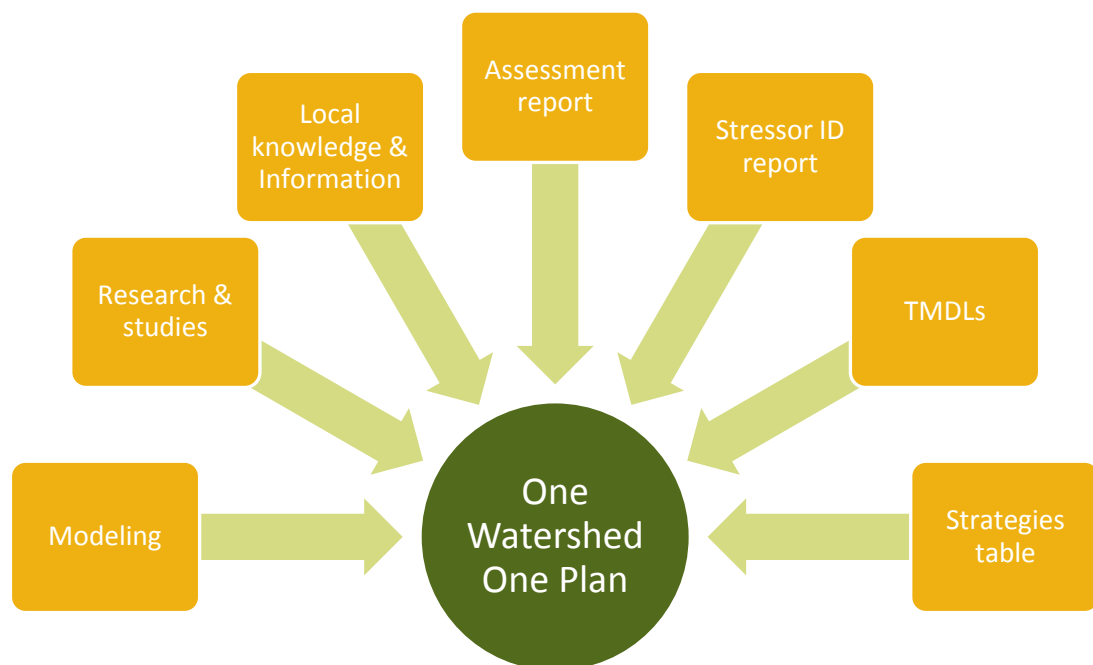 Assessment
report
Local
knowledge &
Information
Stressor ID
report
Research &
studies
TMDLs
Modeling
One
Watershed
One Plan
Strategies
table